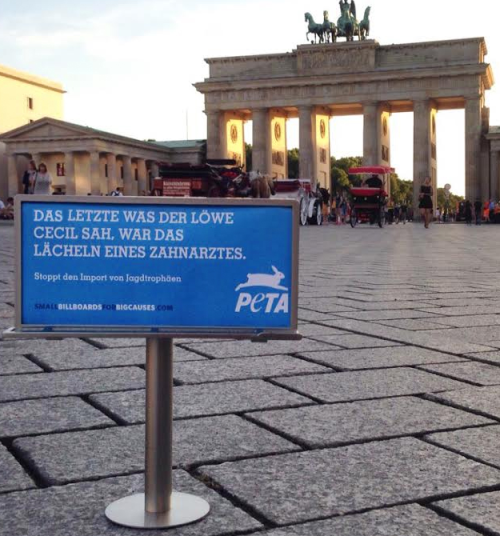 DAS LETZTE WAS DER LÖWE
CECIL SAH, WAR DAS
LÄCHELN EINES ZAHNARZTES.
Stoppt den Import von Jagdtrophäen
PeTA
SMALLBILLBOARDSFORBIGCAUSES.COM